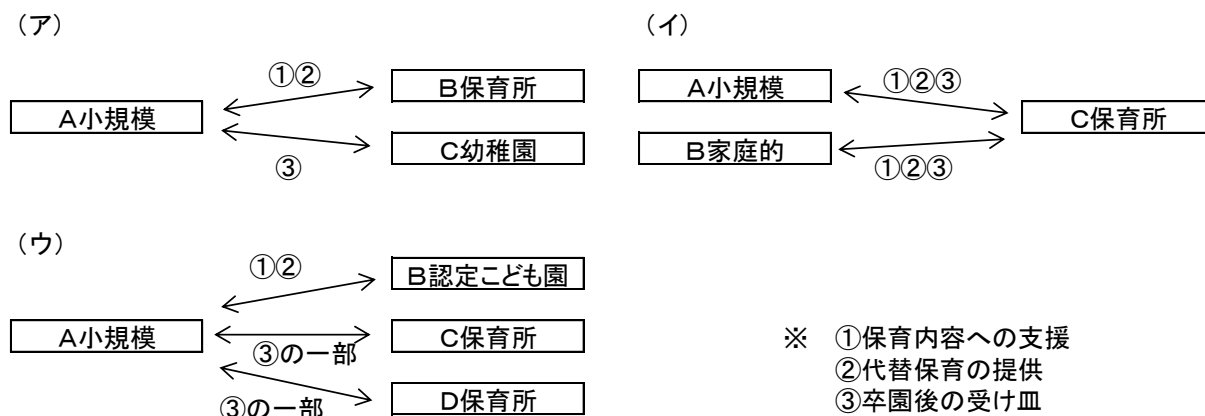 （ア）
①②
B保育所
A小規模
C幼稚園
③
（イ）
A小規模
①②③
C保育所
B家庭的
①②③
（ウ）
①②
B認定こども園
A小規模
C保育所
③の一部
D保育所
③の一部
※　①保育内容への支援
②代替保育の提供
③卒園後の受け皿